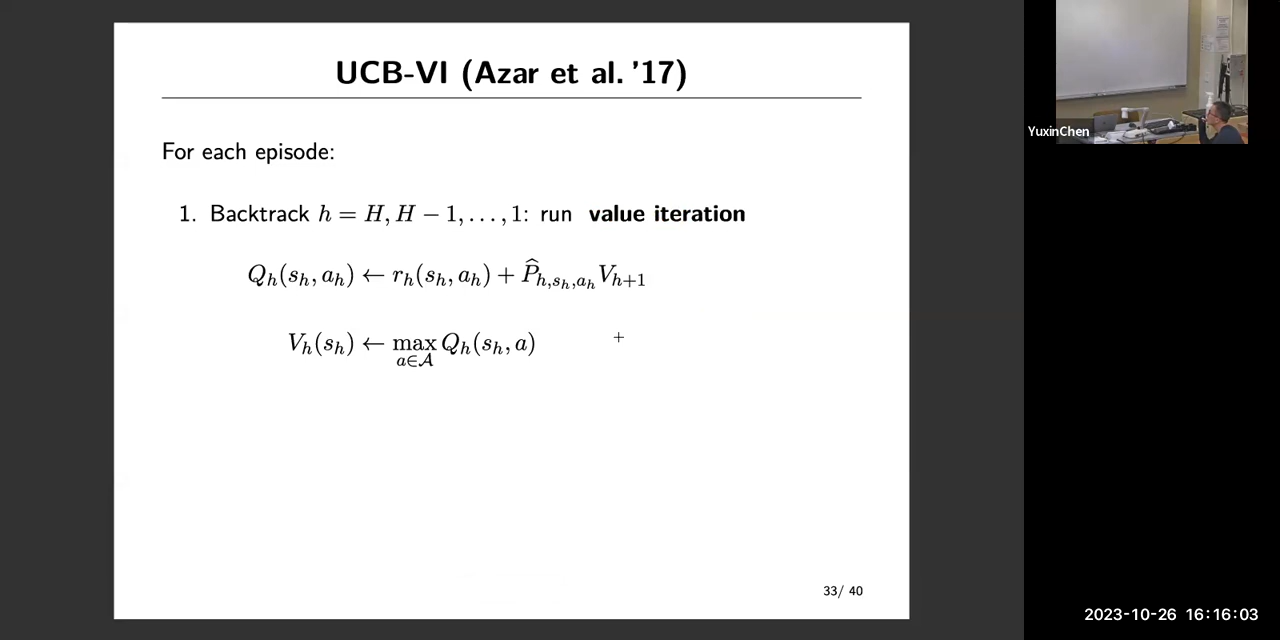 UCB-VI (Azar et al. ’17)
For each episode:
1. Backtrack h = H, H − 1, . . . , 1: run value iteration
Q_h(s_h, a_h) ← r_h(s_h, a_h) + P̂_{h,s_h,a_h} V_{h+1}
V_h(s_h) ← max_{a∈𝒜} Q_h(s_h, a)
33/ 40
YuxinChen
2023-10-26 16:16:03